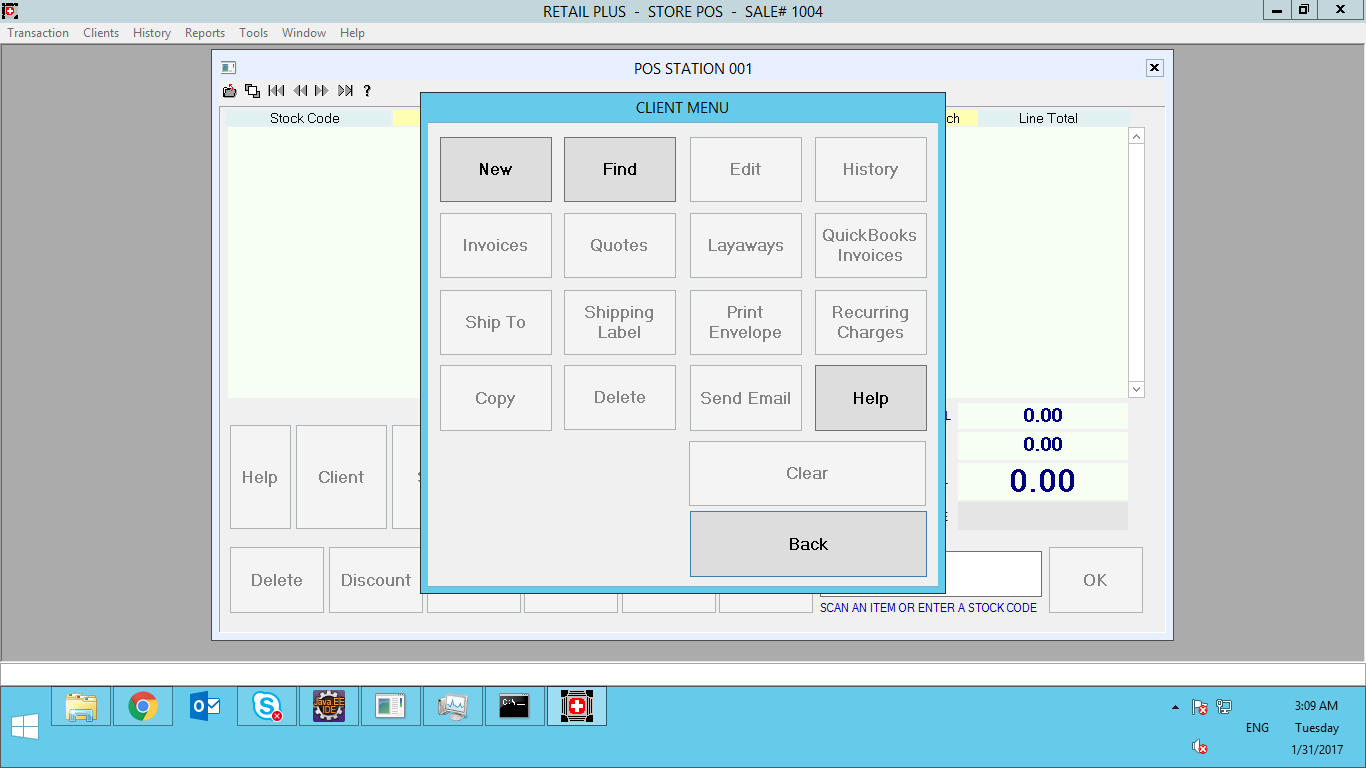 RETAIL PLUS - STORE POS - SALE# 1004
Transaction Clients History Reports Tools Window Help
POS STATION 001
?
CLIENT MENU
Stock Code ch Line Total
New Find Edit History
Invoices Quotes Layaways QuickBooks
Invoices
Ship To Shipping
Label Print
Envelope Recurring
Charges
Copy Delete Send Email Help
L 0.00
0.00
0.00
Clear
Back
Help Client
Delete Discount OK
SCAN AN ITEM OR ENTER A STOCK CODE
Java EE
IDE
C:\
3:09 AM
ENG Tuesday
1/31/2017